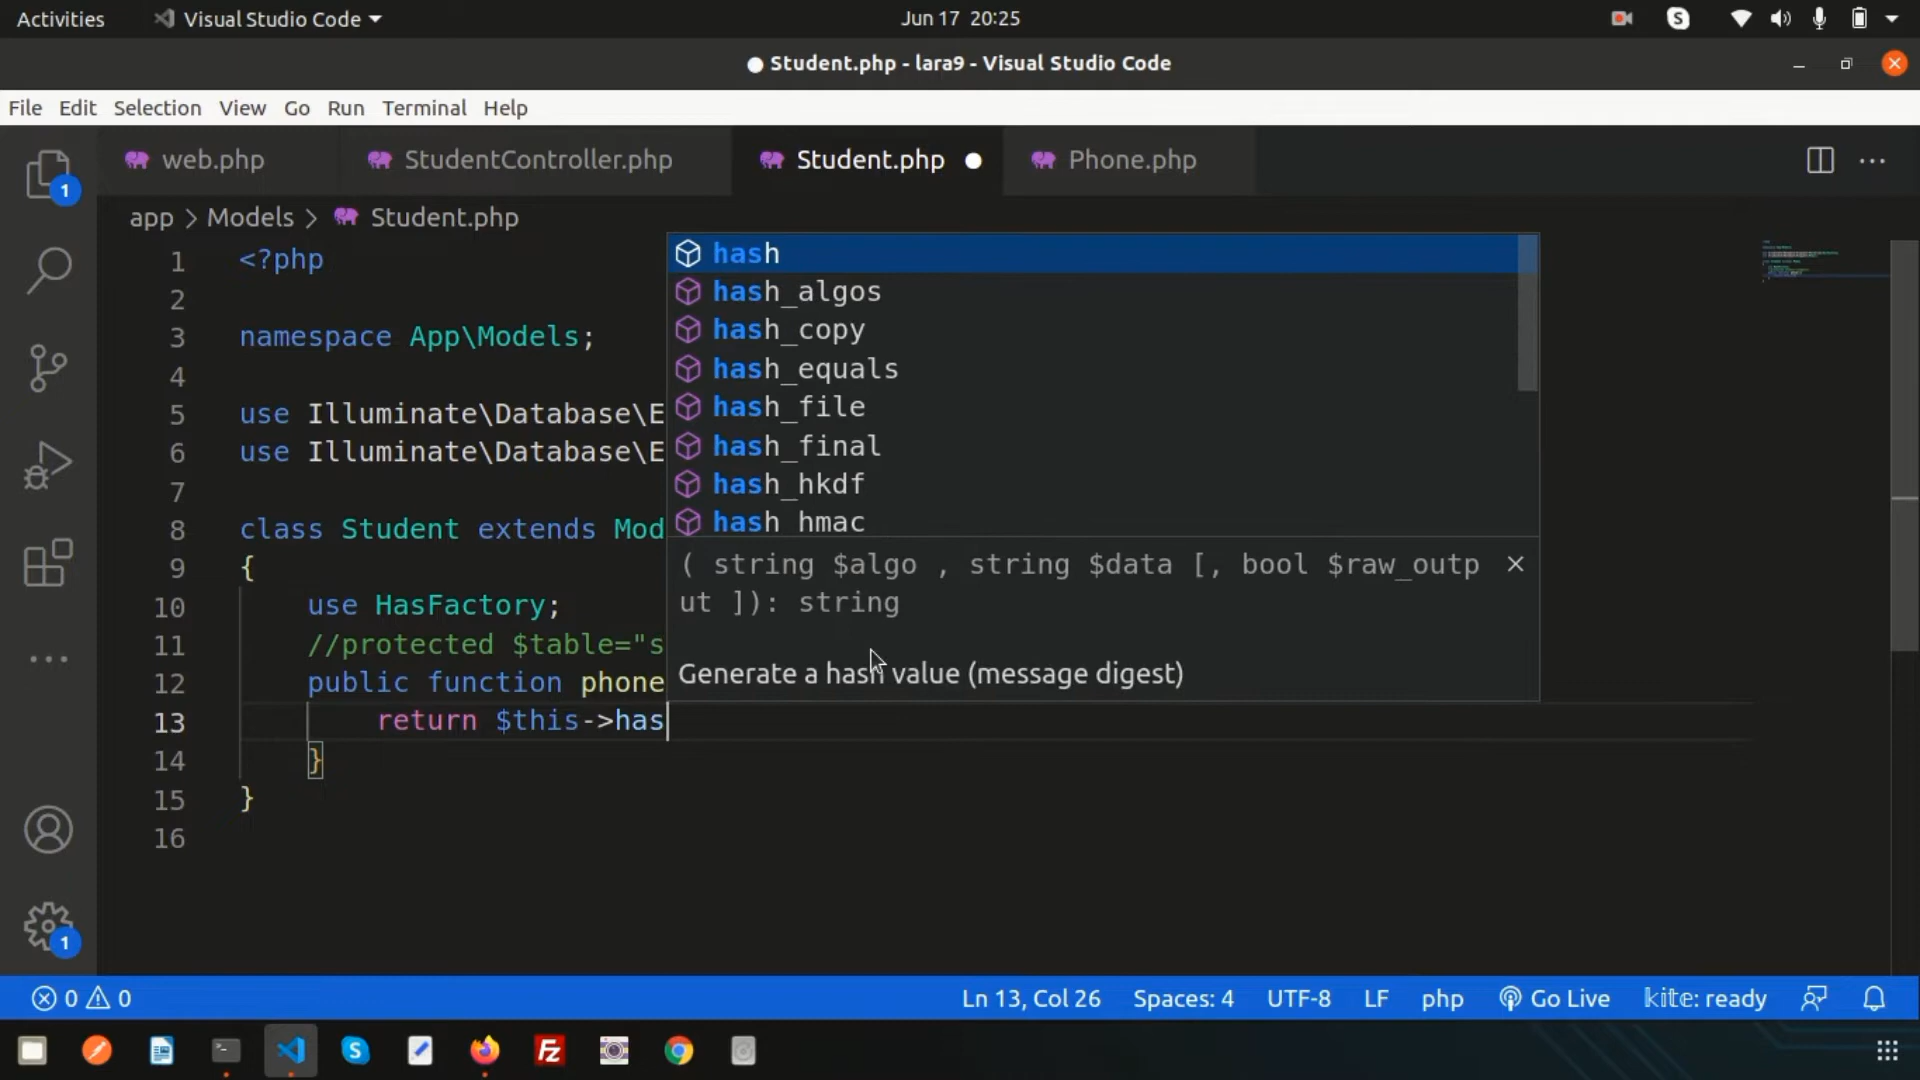 Activities
Visual Studio Code
Jun 17 20:25
Student.php - lara9 - Visual Studio Code
File Edit Selection View Go Run Terminal Help
web.php
StudentController.php
Student.php
Phone.php
1
app > Models > Student.php
1 <?php
2
3 namespace App\Models;
4
5 use Illuminate\Database\E
6 use Illuminate\Database\E
7
8 class Student extends Mod
9 {
10 use HasFactory;
11 //protected $table="s
12 public function phone
13 return $this->has
14 }
15 }
16
hash
hash_algos
hash_copy
hash_equals
hash_file
hash_final
hash_hkdf
hash_hmac
( string $algo , string $data [, bool $raw_outp
ut ]): string
Generate a hash value (message digest)
1
0 0
Ln 13, Col 26
Spaces: 4
UTF-8
LF
php
Go Live
kite: ready